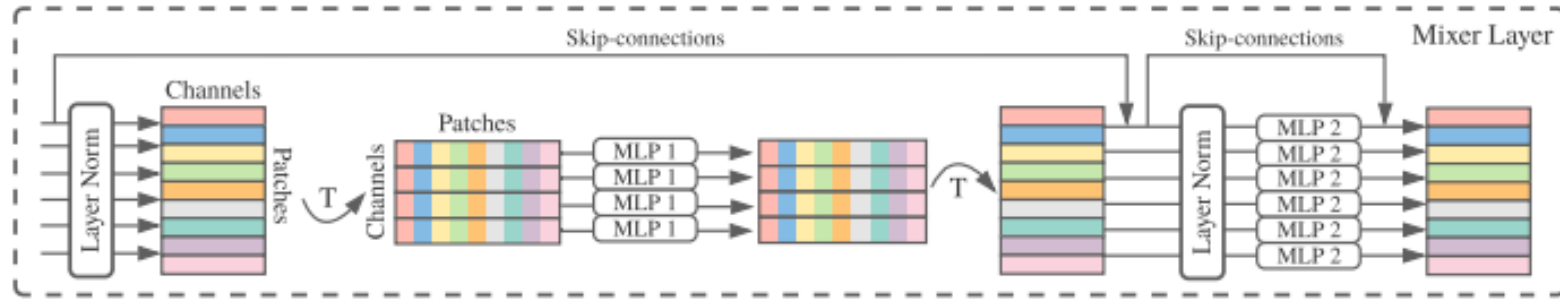 Skip-connections
Skip-connections
Mixer Layer
Channels
Layer Norm
Patches
T
Patches
Channels
MLP 1
MLP 1
MLP 1
MLP 1
T
Layer Norm
MLP 2
MLP 2
MLP 2
MLP 2
MLP 2
MLP 2